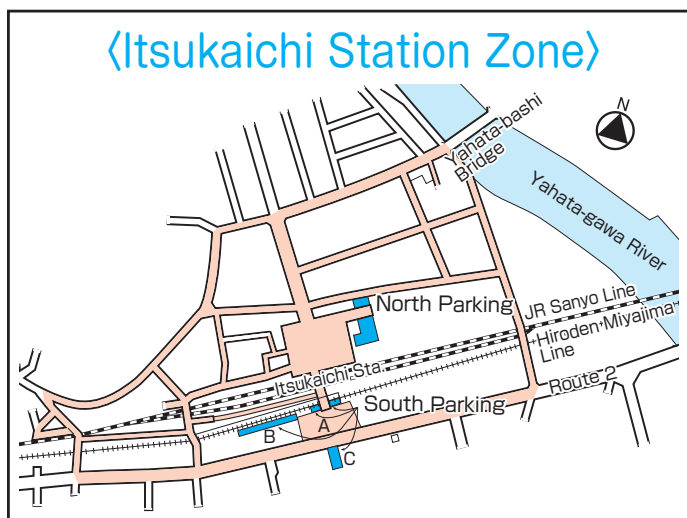 〈Itsukaichi Station Zone〉
N
Yahata-bashi
Bridge
Yahata-gawa River
North Parking
JR Sanyo Line
Hiroden Miyajima
Line
Itsukaichi Sta.
Route 2
South Parking
A
B
C